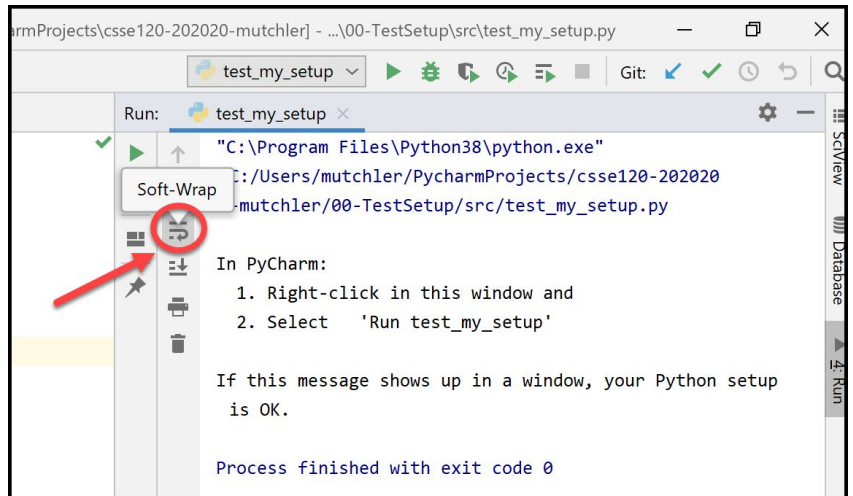 armProjects\csse120-202020-mutchler] - ...\00-TestSetup\src\test_my_setup.py
test_my_setup
Git:
Run:
test_my_setup
"C:\Program Files\Python38\python.exe"
C:/Users/mutchler/PycharmProjects/csse120-202020
-mutchler/00-TestSetup/src/test_my_setup.py
Soft-Wrap
In PyCharm:
1. Right-click in this window and
2. Select 'Run test_my_setup'
If this message shows up in a window, your Python setup
is OK.
Process finished with exit code 0
SciView
Database
4: Run